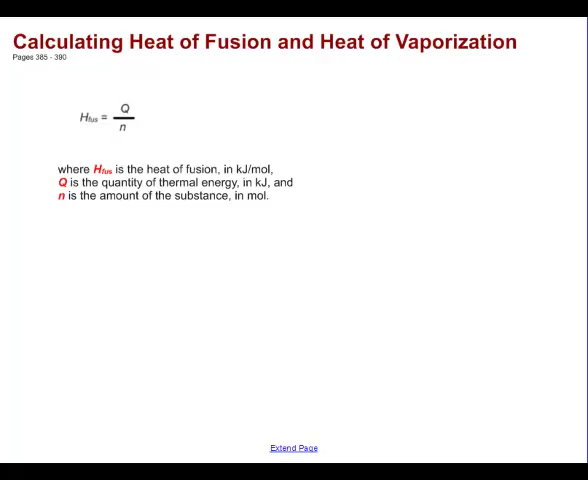 Calculating Heat of Fusion and Heat of Vaporization
Pages 385 - 390
Hfus = Q
n
where Hfus is the heat of fusion, in kJ/mol,
Q is the quantity of thermal energy, in kJ, and
n is the amount of the substance, in mol.
Extend Page